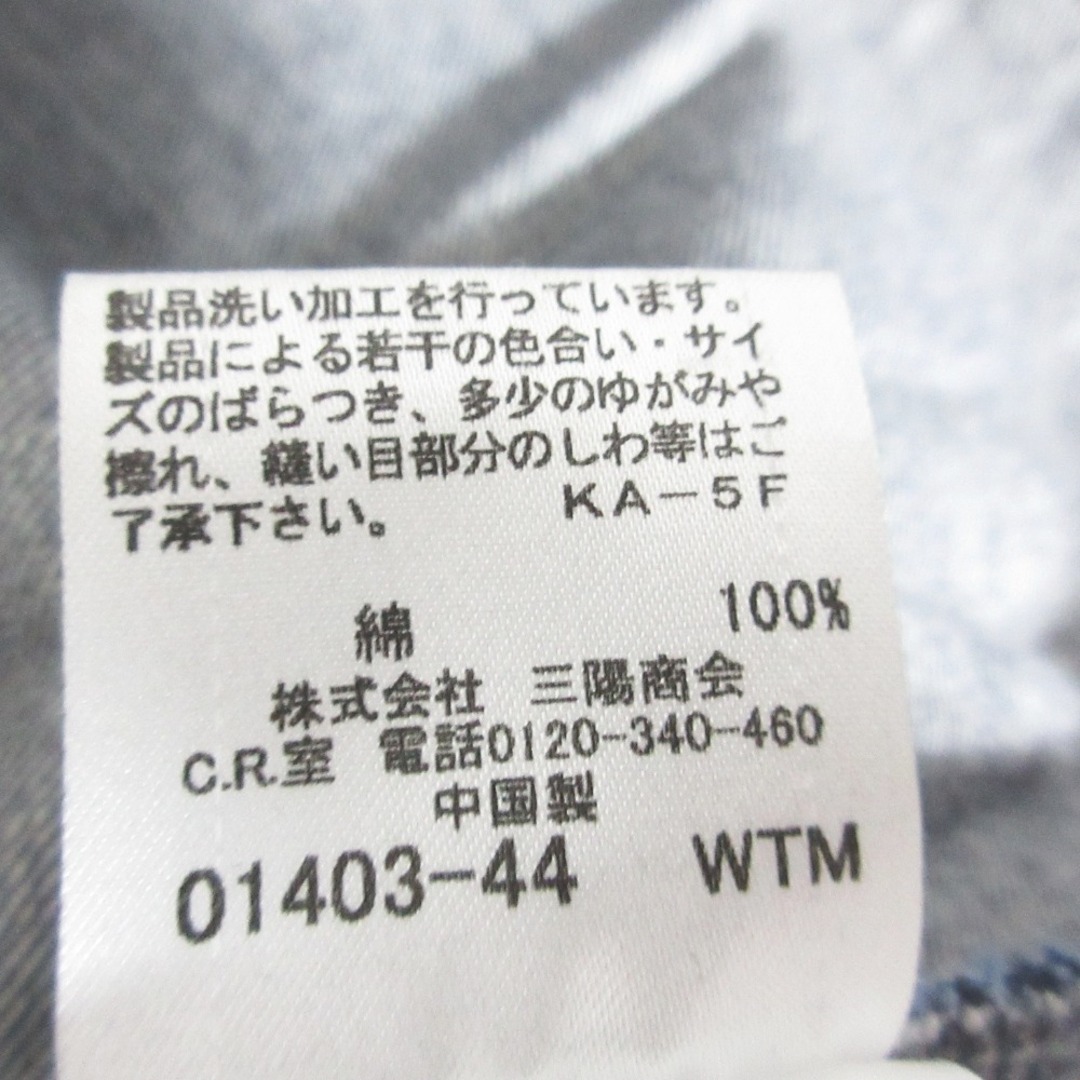 製品洗い加工を行っています。
製品による若干の色合い・サイ
ズのばらつき、多少のゆがみや
擦れ、縫い目部分のしわ等はご
了承下さい。 KA-5F
綿 100%
株式会社 三陽商会
C.R.室 電話0120-340-460
中国製
01403-44 WTM